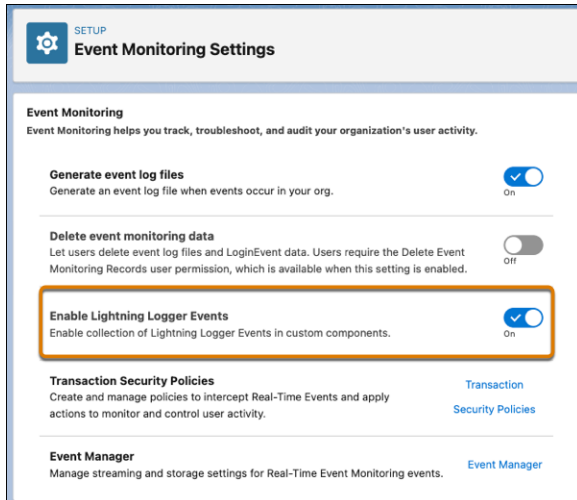 SETUP
Event Monitoring Settings
Event Monitoring
Event Monitoring helps you track, troubleshoot, and audit your organization's user activity.
Generate event log files
Generate an event log file when events occur in your org.
On
Delete event monitoring data
Let users delete event log files and LoginEvent data. Users require the Delete Event
Monitoring Records user permission, which is available when this setting is enabled.
Off
Enable Lightning Logger Events
Enable collection of Lightning Logger Events in custom components.
On
Transaction Security Policies
Create and manage policies to intercept Real-Time Events and apply
actions to monitor and control user activity.
Transaction
Security Policies
Event Manager
Manage streaming and storage settings for Real-Time Event Monitoring events.
Event Manager